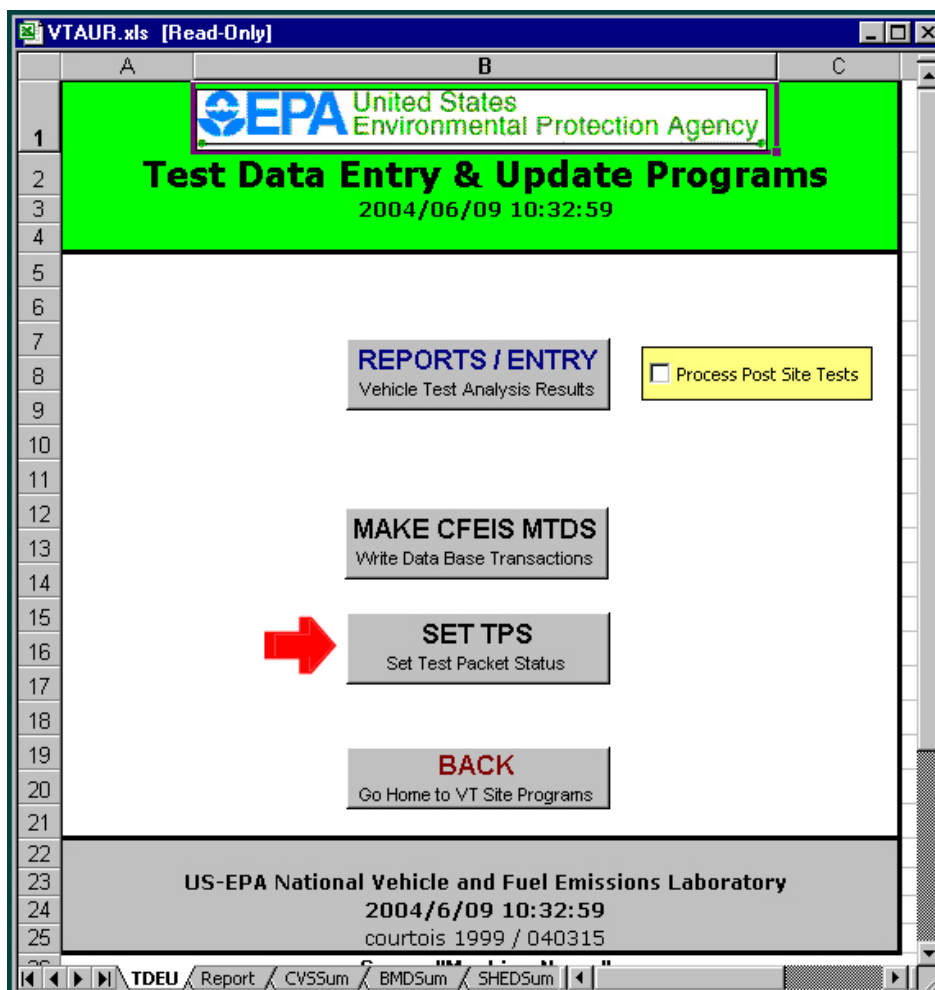 VTAUR.xls [Read-Only]
A B C
1
EPA United States
Environmental Protection Agency
2 Test Data Entry & Update Programs
3 2004/06/09 10:32:59
4
5
6
7
REPORTS / ENTRY
8 Process Post Site Tests
Vehicle Test Analysis Results
9
10
11
12
MAKE CFEIS MTDS
13
Write Data Base Transactions
14
15
SET TPS
16
Set Test Packet Status
17
18
19
BACK
20 Go Home to VT Site Programs
21
22
23 US-EPA National Vehicle and Fuel Emissions Laboratory
24 2004/6/09 10:32:59
25 courtois 1999 / 040315
TDEU Report CVSSum BMDSum SHEDSum